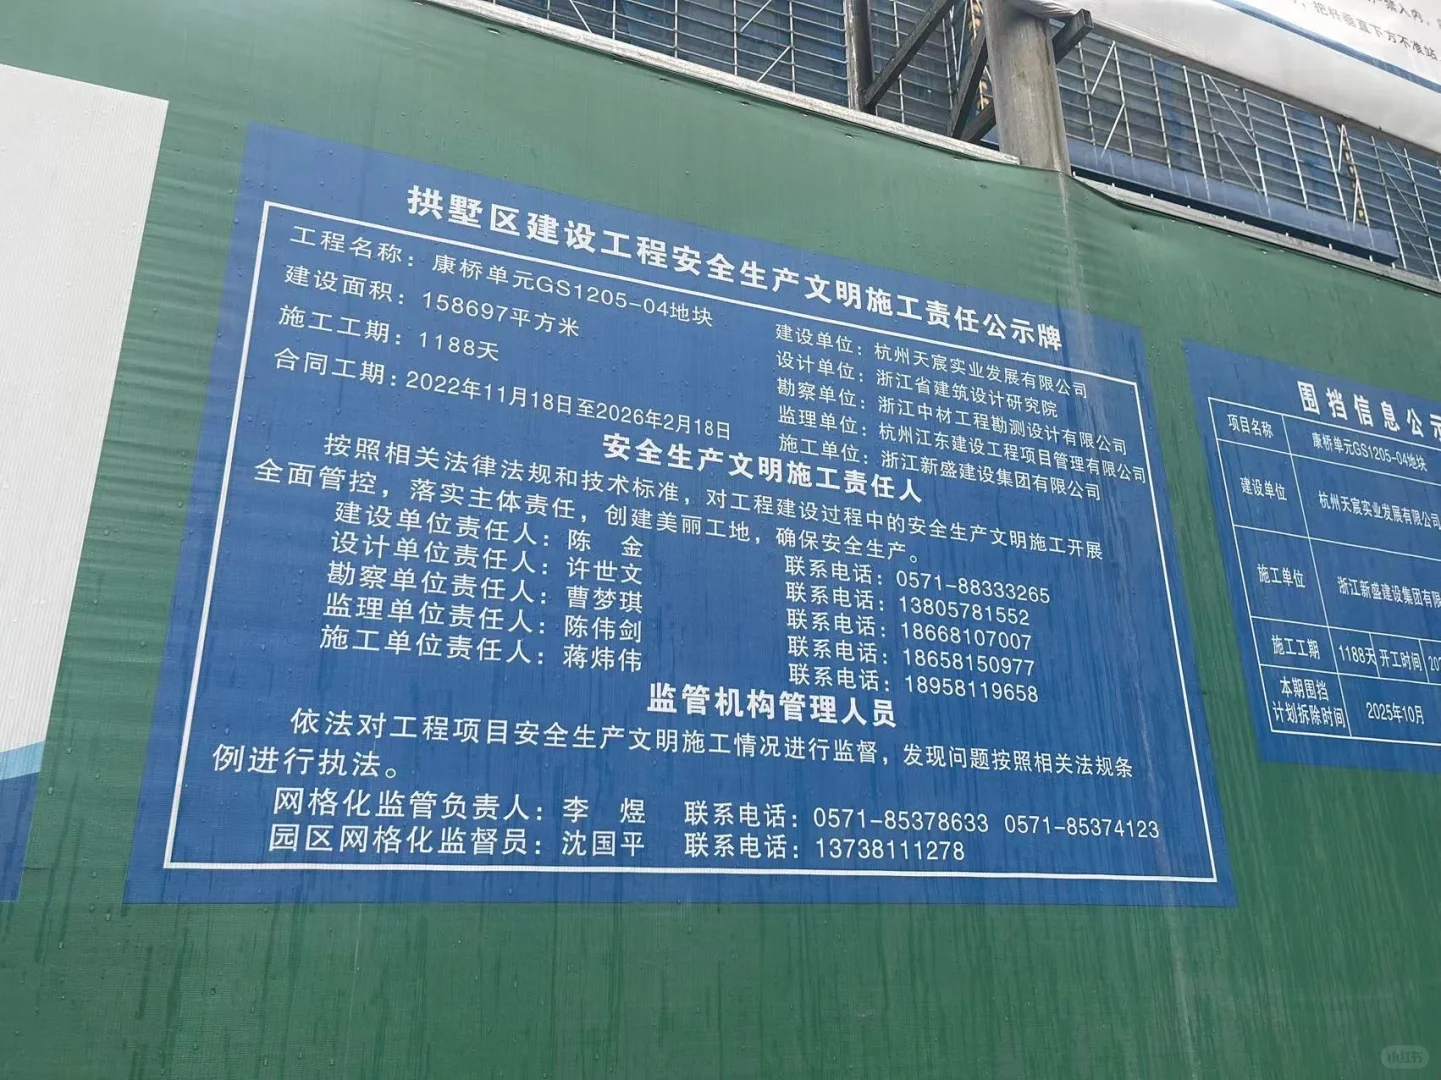 拱墅区建设工程安全生产文明施工责任公示牌
工程名称：康桥单元GS1205-04地块
建设面积：158697平方米
施工工期：1188天
合同工期：2022年11月18日至2026年2月18日
建设单位：杭州天宸实业发展有限公司
设计单位：浙江省建筑设计研究院
勘察单位：浙江中材工程勘测设计有限公司
监理单位：杭州江东建设工程项目管理有限公司
施工单位：浙江新盛建设集团有限公司
安全生产文明施工责任人
按照相关法律法规和技术标准，对工程建设过程中的安全生产文明施工开展
全面管控，落实主体责任，创建美丽工地，确保安全生产。
建设单位责任人：陈 金 联系电话：0571-88333265
设计单位责任人：许世文 联系电话：13805781552
勘察单位责任人：曹梦琪 联系电话：18668107007
监理单位责任人：陈伟剑 联系电话：18658150977
施工单位责任人：蒋炜伟 联系电话：18958119658
监管机构管理人员
依法对工程项目安全生产文明施工情况进行监督，发现问题按照相关法规条
例进行执法。
网格化监管负责人：李 煜 联系电话：0571-85378633 0571-85374123
园区网格化监督员：沈国平 联系电话：13738111278
围挡信息公示
项目名称 康桥单元GS1205-04地块
建设单位 杭州天宸实业发展有限公司
施工单位 浙江新盛建设集团有限
施工工期 1188天 开工时间 20
本期围挡
计划拆除时间 2025年10月
禁入内，
把杆垂直下方不准站
小红书